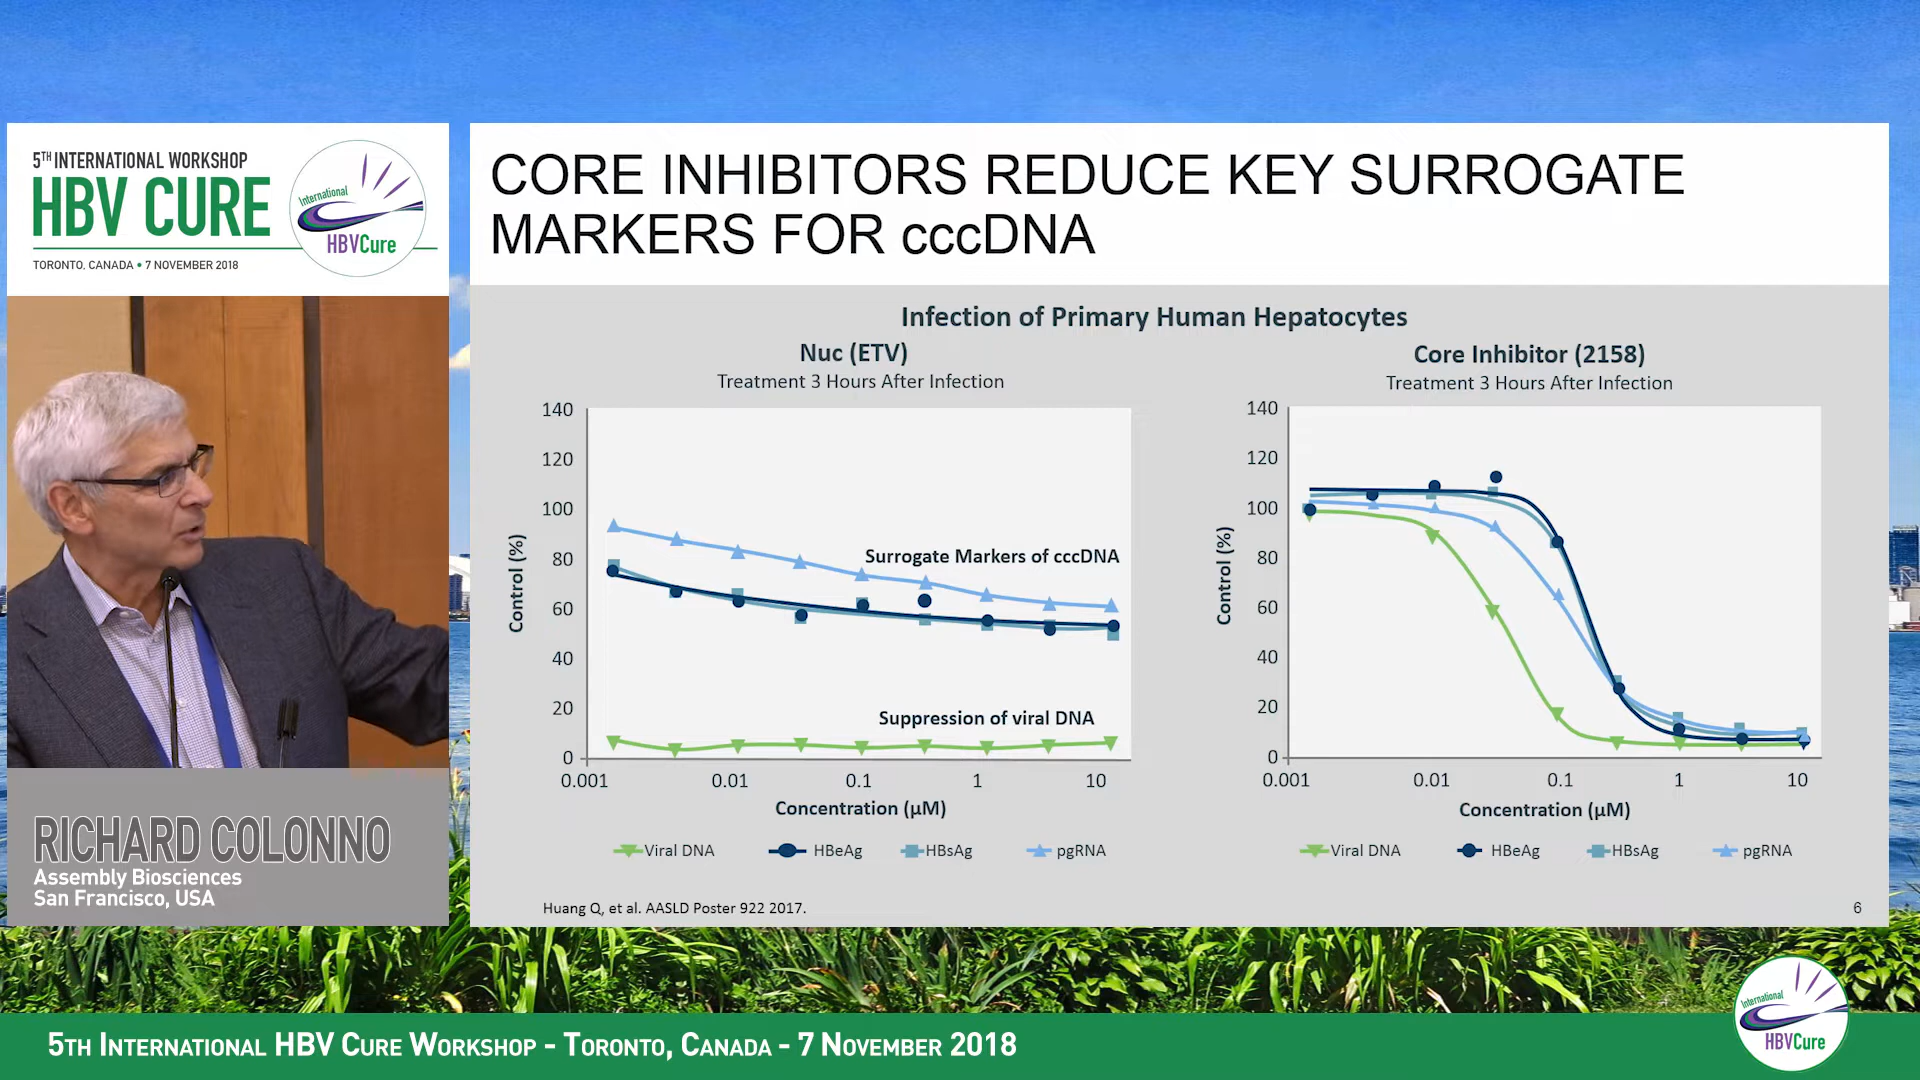 5TH INTERNATIONAL WORKSHOP
HBV CURE
TORONTO, CANADA • 7 NOVEMBER 2018
International
HBVCure
RICHARD COLONNO
Assembly Biosciences
San Francisco, USA
CORE INHIBITORS REDUCE KEY SURROGATE
MARKERS FOR cccDNA
Infection of Primary Human Hepatocytes
Nuc (ETV)
Treatment 3 Hours After Infection
140
120
100
80
60
40
20
0
Control (%)
Surrogate Markers of cccDNA
Suppression of viral DNA
0.001 0.01 0.1 1 10
Concentration (µM)
Viral DNA HBeAg HBsAg pgRNA
Core Inhibitor (2158)
Treatment 3 Hours After Infection
140
120
100
80
60
40
20
0
Control (%)
0.001 0.01 0.1 1 10
Concentration (µM)
Viral DNA HBeAg HBsAg pgRNA
Huang Q, et al. AASLD Poster 922 2017.
6
5TH INTERNATIONAL HBV CURE WORKSHOP - TORONTO, CANADA - 7 NOVEMBER 2018
International
HBVCure